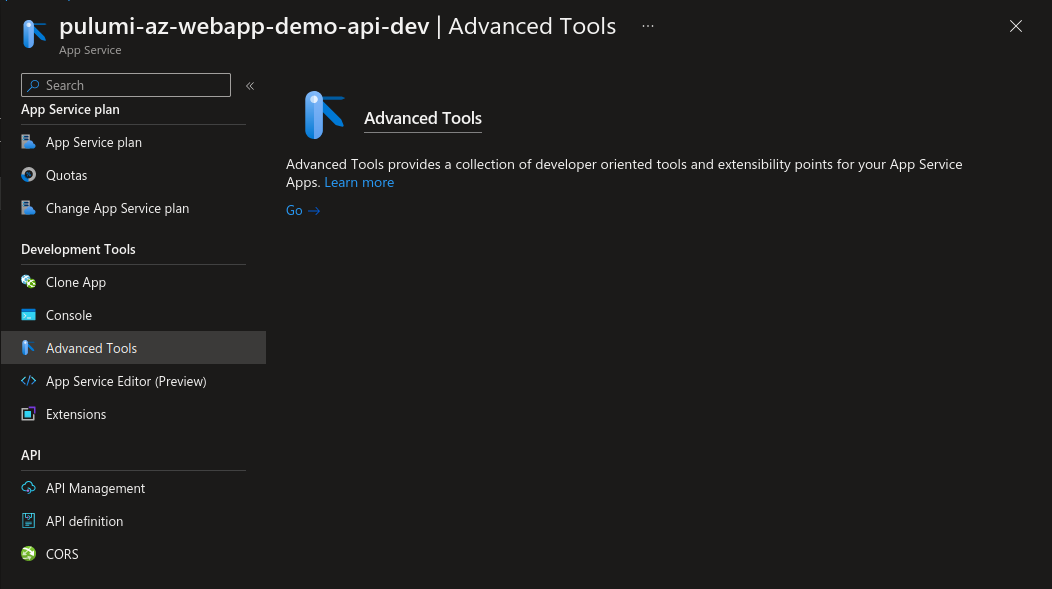 pulumi-az-webapp-demo-api-dev | Advanced Tools ...
App Service
Search «
App Service plan
App Service plan
Quotas
Change App Service plan
Development Tools
Clone App
Console
Advanced Tools
App Service Editor (Preview)
Extensions
API
API Management
API definition
CORS
Advanced Tools
Advanced Tools provides a collection of developer oriented tools and extensibility points for your App Service
Apps. Learn more
Go →